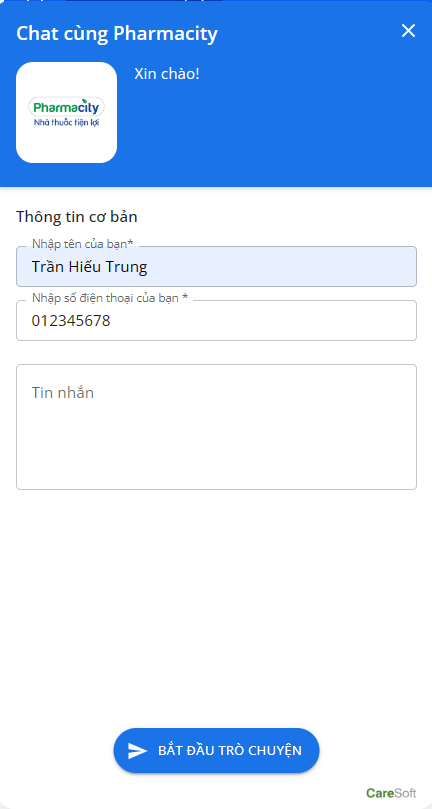 Chat cùng Pharmacity
Xin chào!
Pharmacity
Nhà thuốc tiện lợi
Thông tin cơ bản
Nhập tên của bạn*
Trần Hiếu Trung
Nhập số điện thoại của bạn *
012345678
Tin nhắn
BẮT ĐẦU TRÒ CHUYỆN
CareSoft